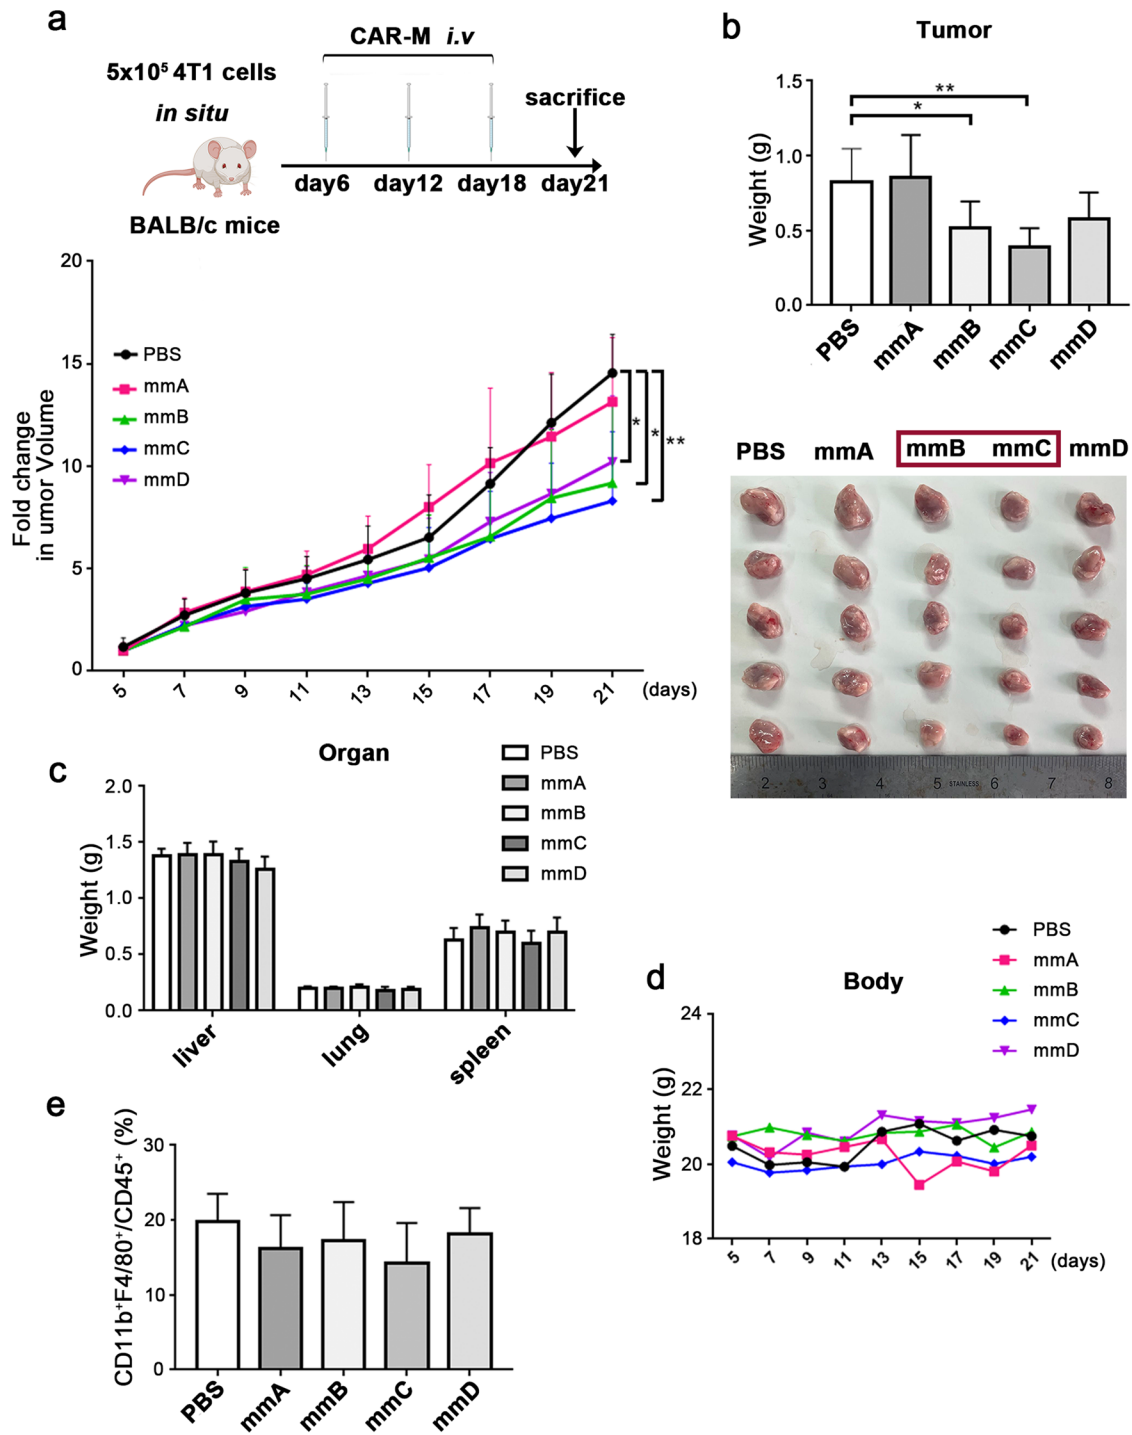 a
CAR-M i.v
5x10⁵ 4T1 cells
in situ
sacrifice
day6 day12 day18 day21
BALB/c mice
20
15
10
5
0
Fold change
in umor Volume
PBS
mmA
mmB
mmC
mmD
*
*
**
5 7 9 11 13 15 17 19 21 (days)
b
Tumor
1.5
1.0
0.5
0.0
Weight (g)
**
*
PBS mmA mmB mmC mmD
PBS mmA mmB mmC mmD
2 3 4 5 STAINLESS 6 7 8
c
Organ
PBS
mmA
mmB
mmC
mmD
2.0
1.5
1.0
0.5
0.0
Weight (g)
liver lung spleen
d
Body
PBS
mmA
mmB
mmC
mmD
24
22
20
18
Weight (g)
5 7 9 11 13 15 17 19 21 (days)
e
30
20
10
0
CD11b⁺F4/80⁺/CD45⁺ (%)
PBS mmA mmB mmC mmD